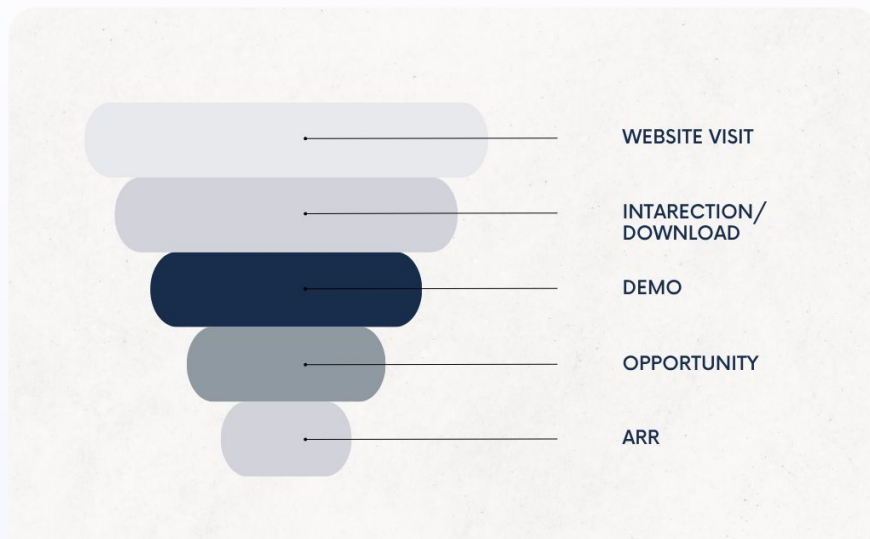 WEBSITE VISIT
INTARECTION/
DOWNLOAD
DEMO
OPPORTUNITY
ARR